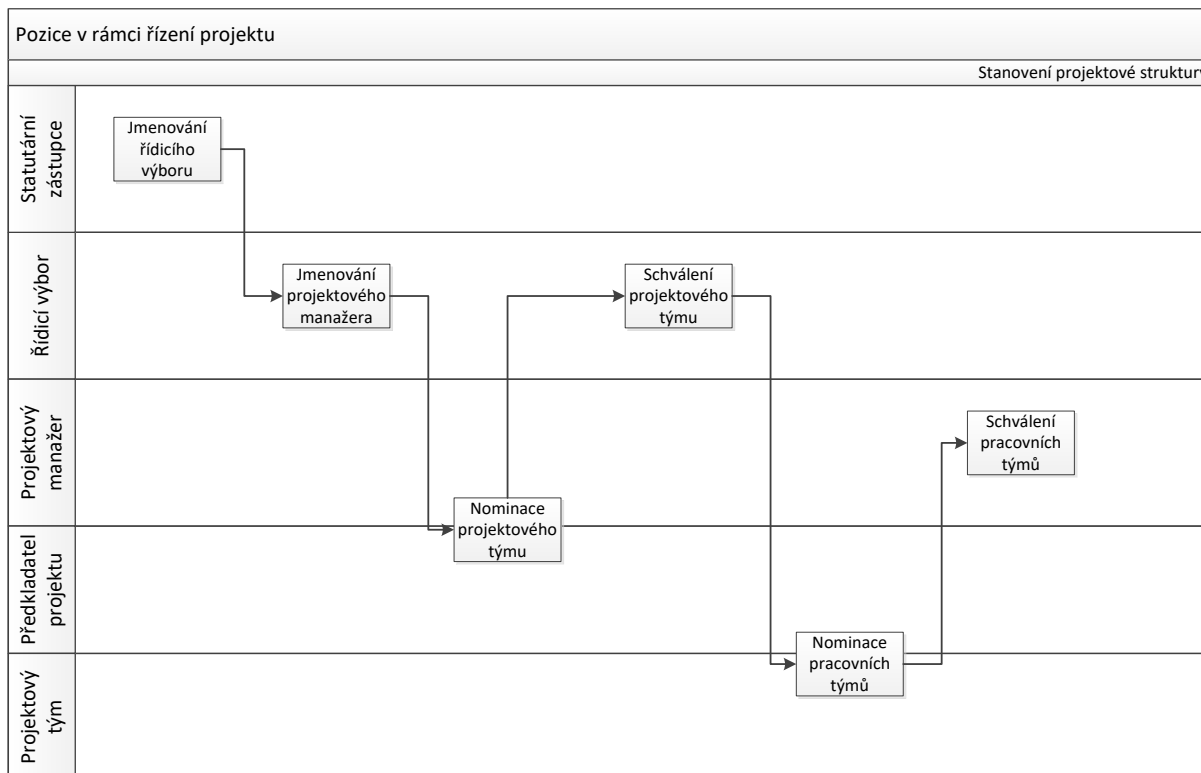 Pozice v rámci řízení projektu
Stanovení projektové struktury
Statutární
zástupce
Jmenování
řídicího
výboru
Řídicí výbor
Jmenování
projektového
manažera
Schválení
projektového
týmu
Projektový
manažer
Schválení
pracovních
týmů
Nominace
projektového
týmu
Předkladatel
projektu
Nominace
pracovních
týmů
Projektový
tým